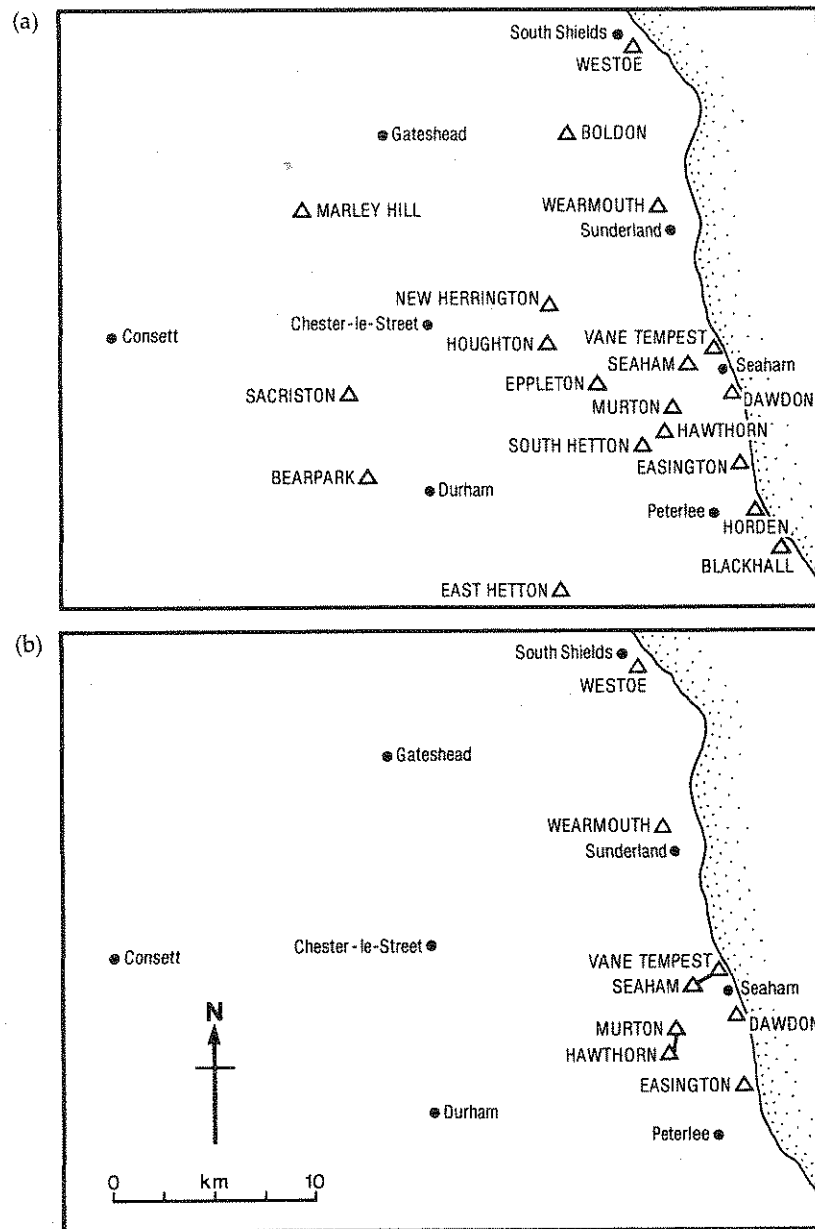 (a)
South Shields
WESTOE
Gateshead
BOLDON
MARLEY HILL
WEARMOUTH
Sunderland
NEW HERRINGTON
Chester-le-Street
Consett
HOUGHTON
VANE TEMPEST
SEAHAM
Seaham
EPPLETON
SACRISTON
DAWDON
MURTON
HAWTHORN
SOUTH HETTON
EASINGTON
BEARPARK
Durham
Peterlee
HORDEN
BLACKHALL
EAST HETTON
(b)
South Shields
WESTOE
Gateshead
WEARMOUTH
Sunderland
Chester-le-Street
Consett
VANE TEMPEST
SEAHAM
Seaham
DAWDON
MURTON
HAWTHORN
N
EASINGTON
Durham
Peterlee
0 km 10